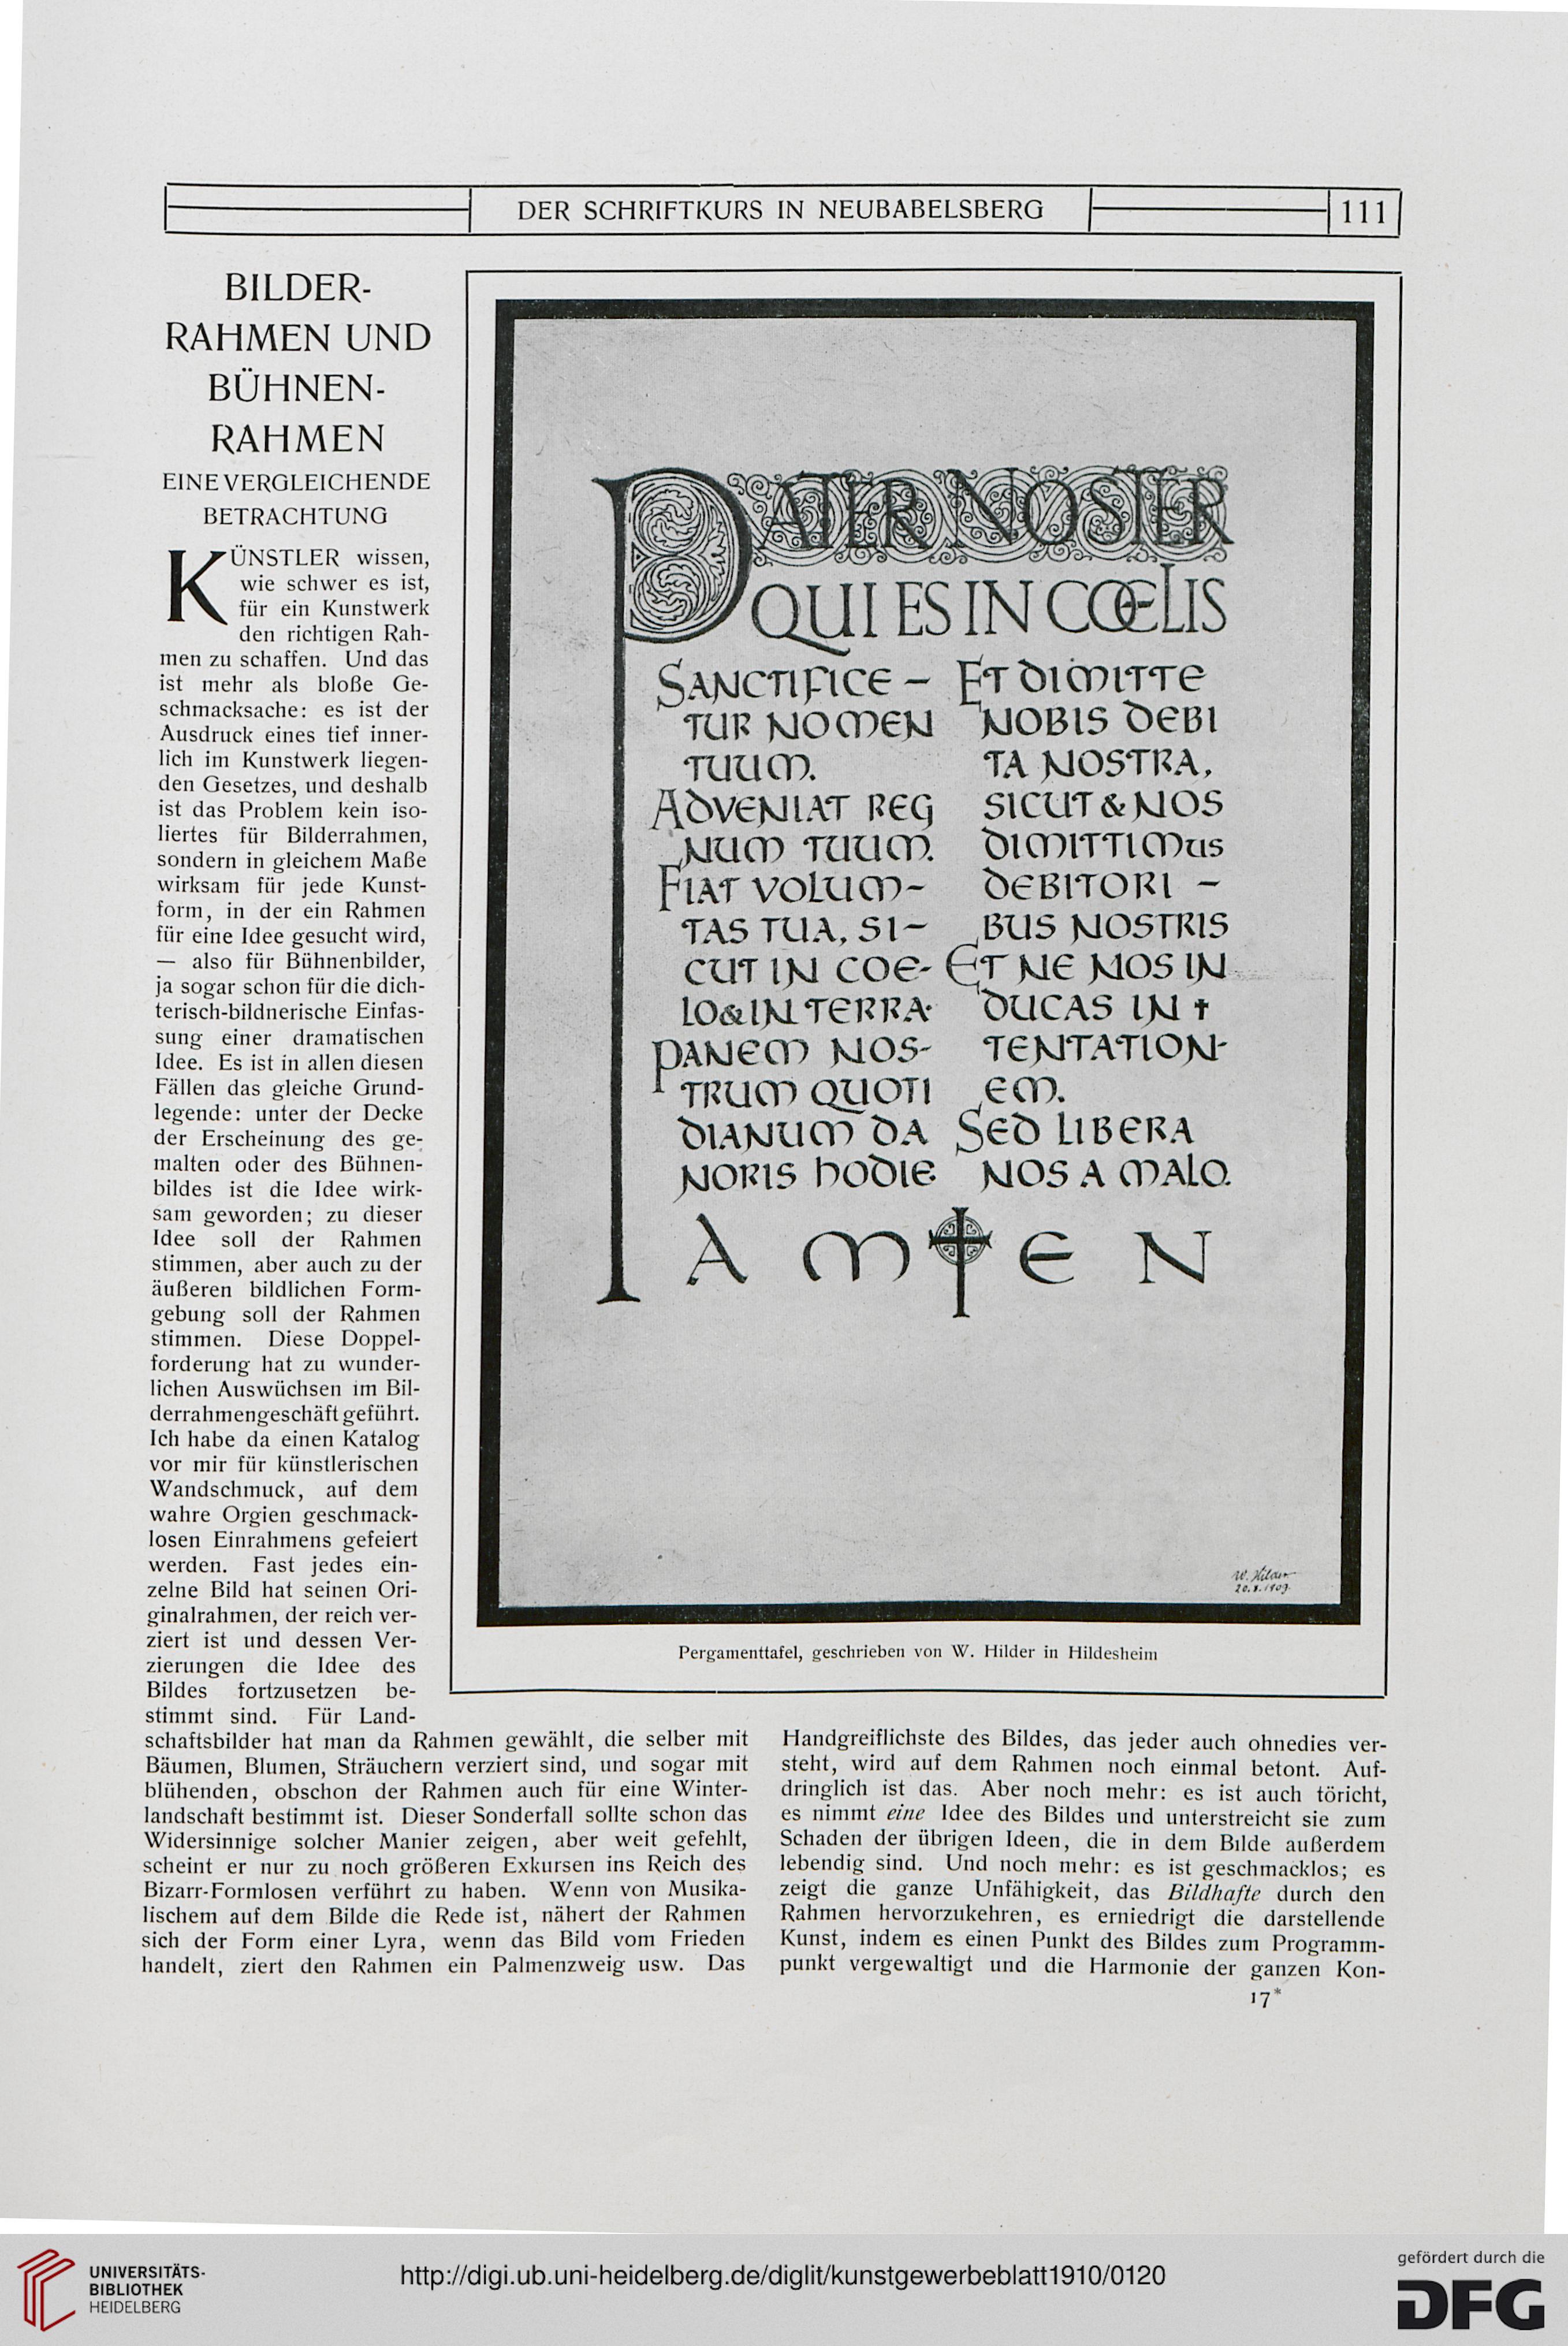 DER SCHRIFTKURS IN NEUBABELSBERG
111
BILDER-
RAHMEN UND
BÜHNEN-
RAHMEN
EINE VERGLEICHENDE
BETRACHTUNG
KÜNSTLER wissen,
wie schwer es ist,
für ein Kunstwerk
den richtigen Rah-
men zu schaffen. Und das
ist mehr als bloße Ge-
schmacksache: es ist der
Ausdruck eines tief inner-
lich im Kunstwerk liegen-
den Gesetzes, und deshalb
ist das Problem kein iso-
liertes für Bilderrahmen,
sondern in gleichem Maße
wirksam für jede Kunst-
form, in der ein Rahmen
für eine Idee gesucht wird,
— also für Bühnenbilder,
ja sogar schon für die dich-
terisch-bildnerische Einfas-
sung einer dramatischen
Idee. Es ist in allen diesen
Fällen das gleiche Grund-
legende: unter der Decke
der Erscheinung des ge-
malten oder des Bühnen-
bildes ist die Idee wirk-
sam geworden; zu dieser
Idee soll der Rahmen
stimmen, aber auch zu der
äußeren bildlichen Form-
gebung soll der Rahmen
stimmen. Diese Doppel-
forderung hat zu wunder-
lichen Auswüchsen im Bil-
derrahmengeschäft geführt.
Ich habe da einen Katalog
vor mir für künstlerischen
Wandschmuck, auf dem
wahre Orgien geschmack-
losen Einrahmens gefeiert
werden. Fast jedes ein-
zelne Bild hat seinen Ori-
ginalrahmen, der reich ver-
ziert ist und dessen Ver-
zierungen die Idee des
Bildes fortzusetzen be-
stimmt sind. Für Land-
schaftsbilder hat man da Rahmen gewählt, die selber mit
Bäumen, Blumen, Sträuchern verziert sind, und sogar mit
blühenden, obschon der Rahmen auch für eine Winter-
landschaft bestimmt ist. Dieser Sonderfall sollte schon das
Widersinnige solcher Manier zeigen, aber weit gefehlt,
scheint er nur zu noch größeren Exkursen ins Reich des
Bizarr-Formlosen verführt zu haben. Wenn von Musika-
lischem auf dem Bilde die Rede ist, nähert der Rahmen
sich der Form einer Lyra, wenn das Bild vom Frieden
handelt, ziert den Rahmen ein Palmenzweig usw. Das
PATER NOSTER
QUI ES IN COELIS
SANCTIFICE –
TUR NOMEN
TUUM.
ADVENIAT REG
NUM TUUM.
FIAT VOLUM–
TAS TUA, SI–
CUT IN COE-
LO & IN TERRA.
PANEM NOS-
TRUM QUOTI
DIANUM DA
NORIS HODIE.
ET DIMITTE
NOBIS DEBI
TA NOSTRA,
SICUT & NOS
DIMITTIMUS
DEBITORI –
BUS NOSTRIS
ET NE NOS IN
DUCAS IN †
TENTATION-
EM.
SED LIBERA
NOS A MALO.
AMEN
W. Hilder
20.8.1909.
Pergamenttafel, geschrieben von W. Hilder in Hildesheim
Handgreiflichste des Bildes, das jeder auch ohnedies ver-
steht, wird auf dem Rahmen noch einmal betont. Auf-
dringlich ist das. Aber noch mehr: es ist auch töricht,
es nimmt eine Idee des Bildes und unterstreicht sie zum
Schaden der übrigen Ideen, die in dem Bilde außerdem
lebendig sind. Und noch mehr: es ist geschmacklos; es
zeigt die ganze Unfähigkeit, das Bildhafte durch den
Rahmen hervorzukehren, es erniedrigt die darstellende
Kunst, indem es einen Punkt des Bildes zum Programm-
punkt vergewaltigt und die Harmonie der ganzen Kon-
17*
UNIVERSITÄTS-
BIBLIOTHEK
HEIDELBERG
http://digi.ub.uni-heidelberg.de/diglit/kunstgewerbeblatt1910/0120
gefördert durch die
DFG